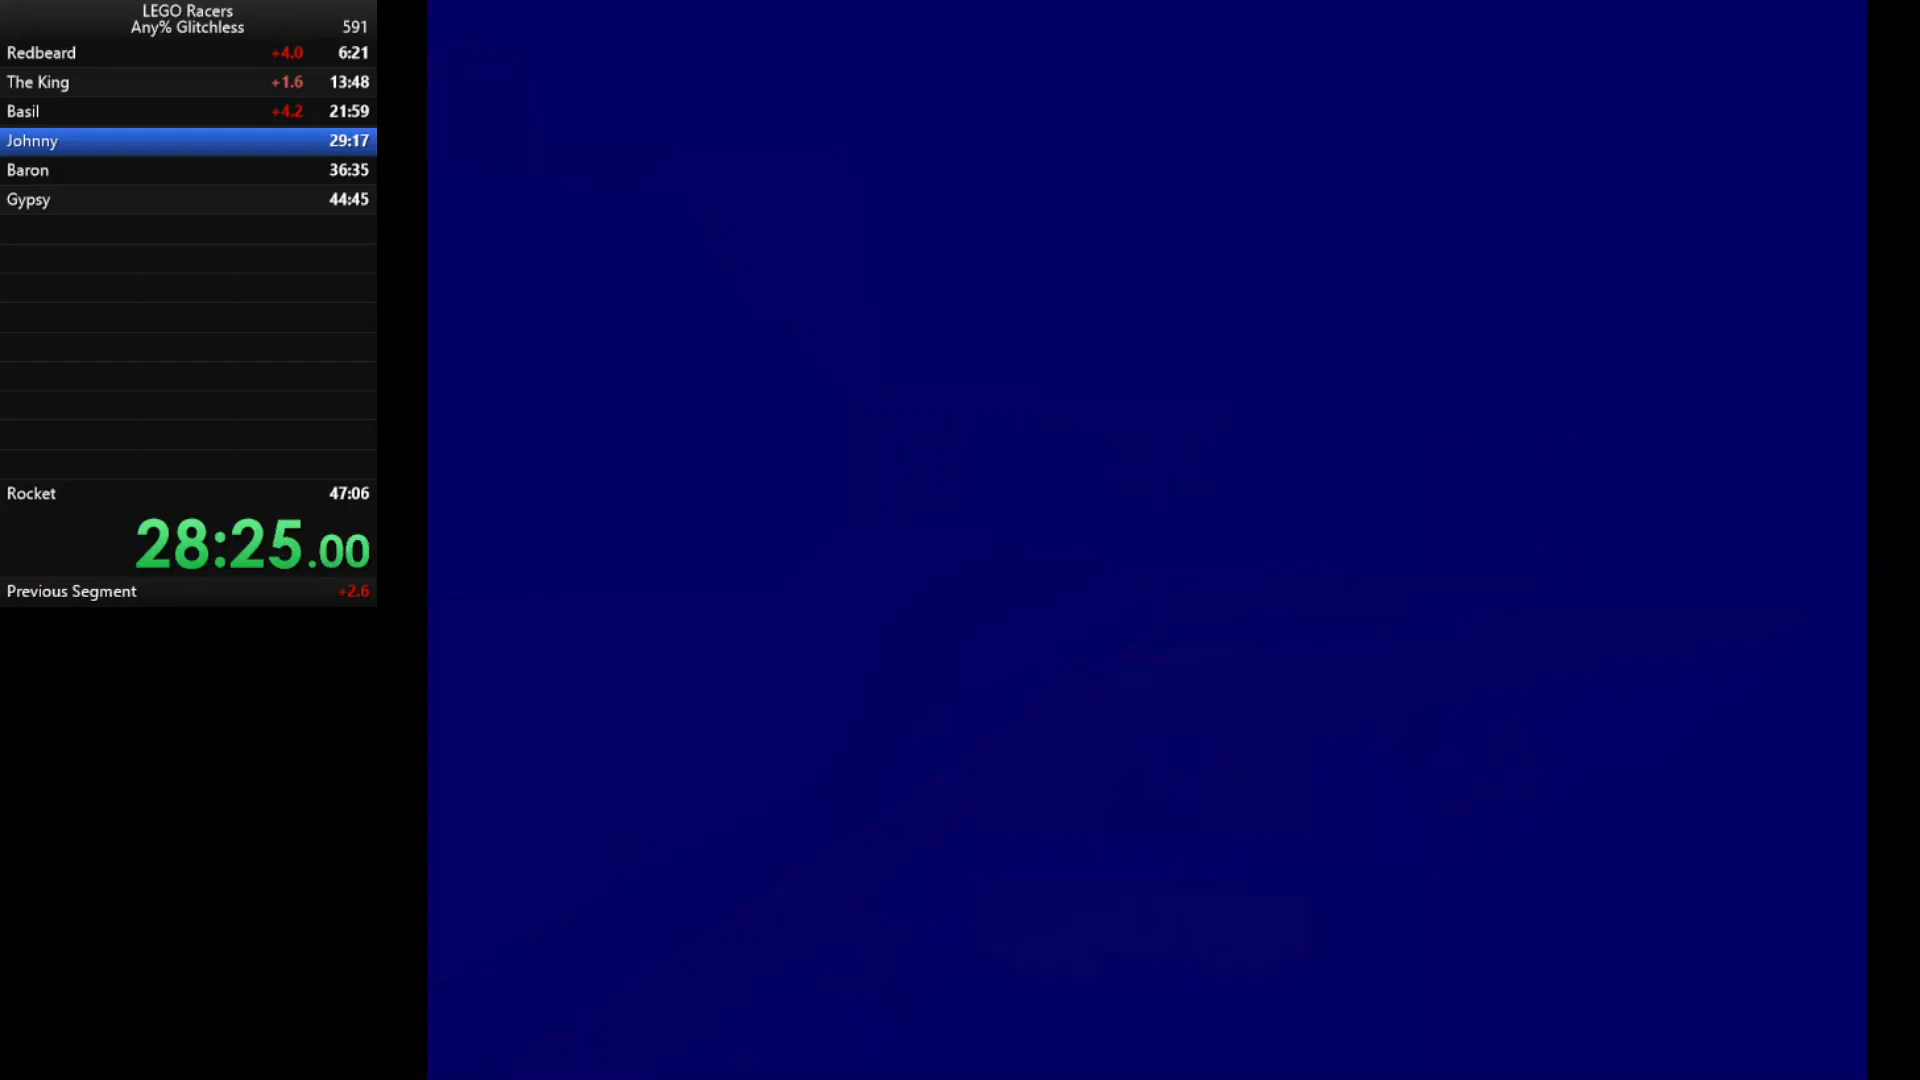 LEGO Racers
Any% Glitchless 591
Redbeard +4.0 6:21
The King +1.6 13:48
Basil +4.2 21:59
Johnny 29:17
Baron 36:35
Gypsy 44:45
Rocket 47:06
28:25.00
Previous Segment +2.6